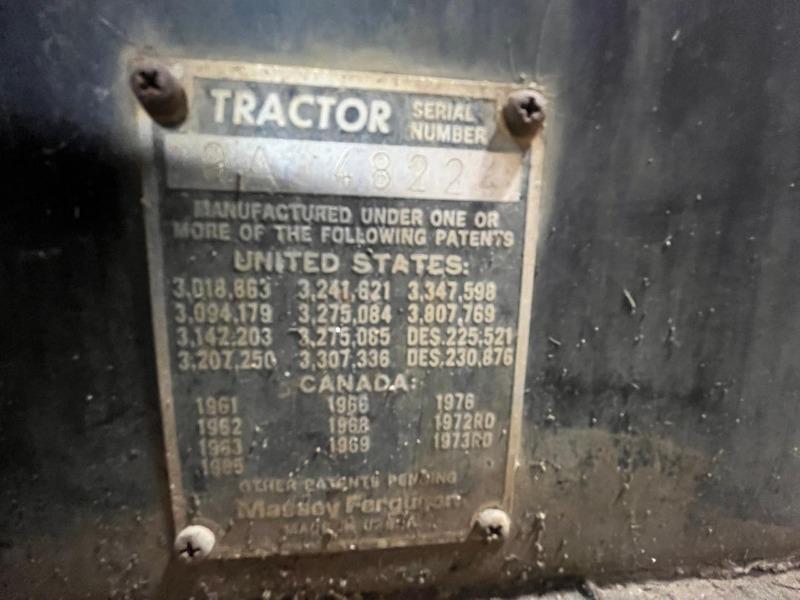 TRACTOR SERIAL NUMBER
9A 48224
MANUFACTURED UNDER ONE OR
MORE OF THE FOLLOWING PATENTS
UNITED STATES:
3,018,863 3,241,621 3,347,598
3,094,179 3,275,084 3,807,769
3,142,203 3,275,085 DES.225,521
3,207,250 3,307,336 DES.230,876
CANADA:
1961 1966 1976
1962 1968 1972RD
1963 1969 1973RD
1965
OTHER PATENTS PENDING
Massey Ferguson
MADE IN U.S.A.